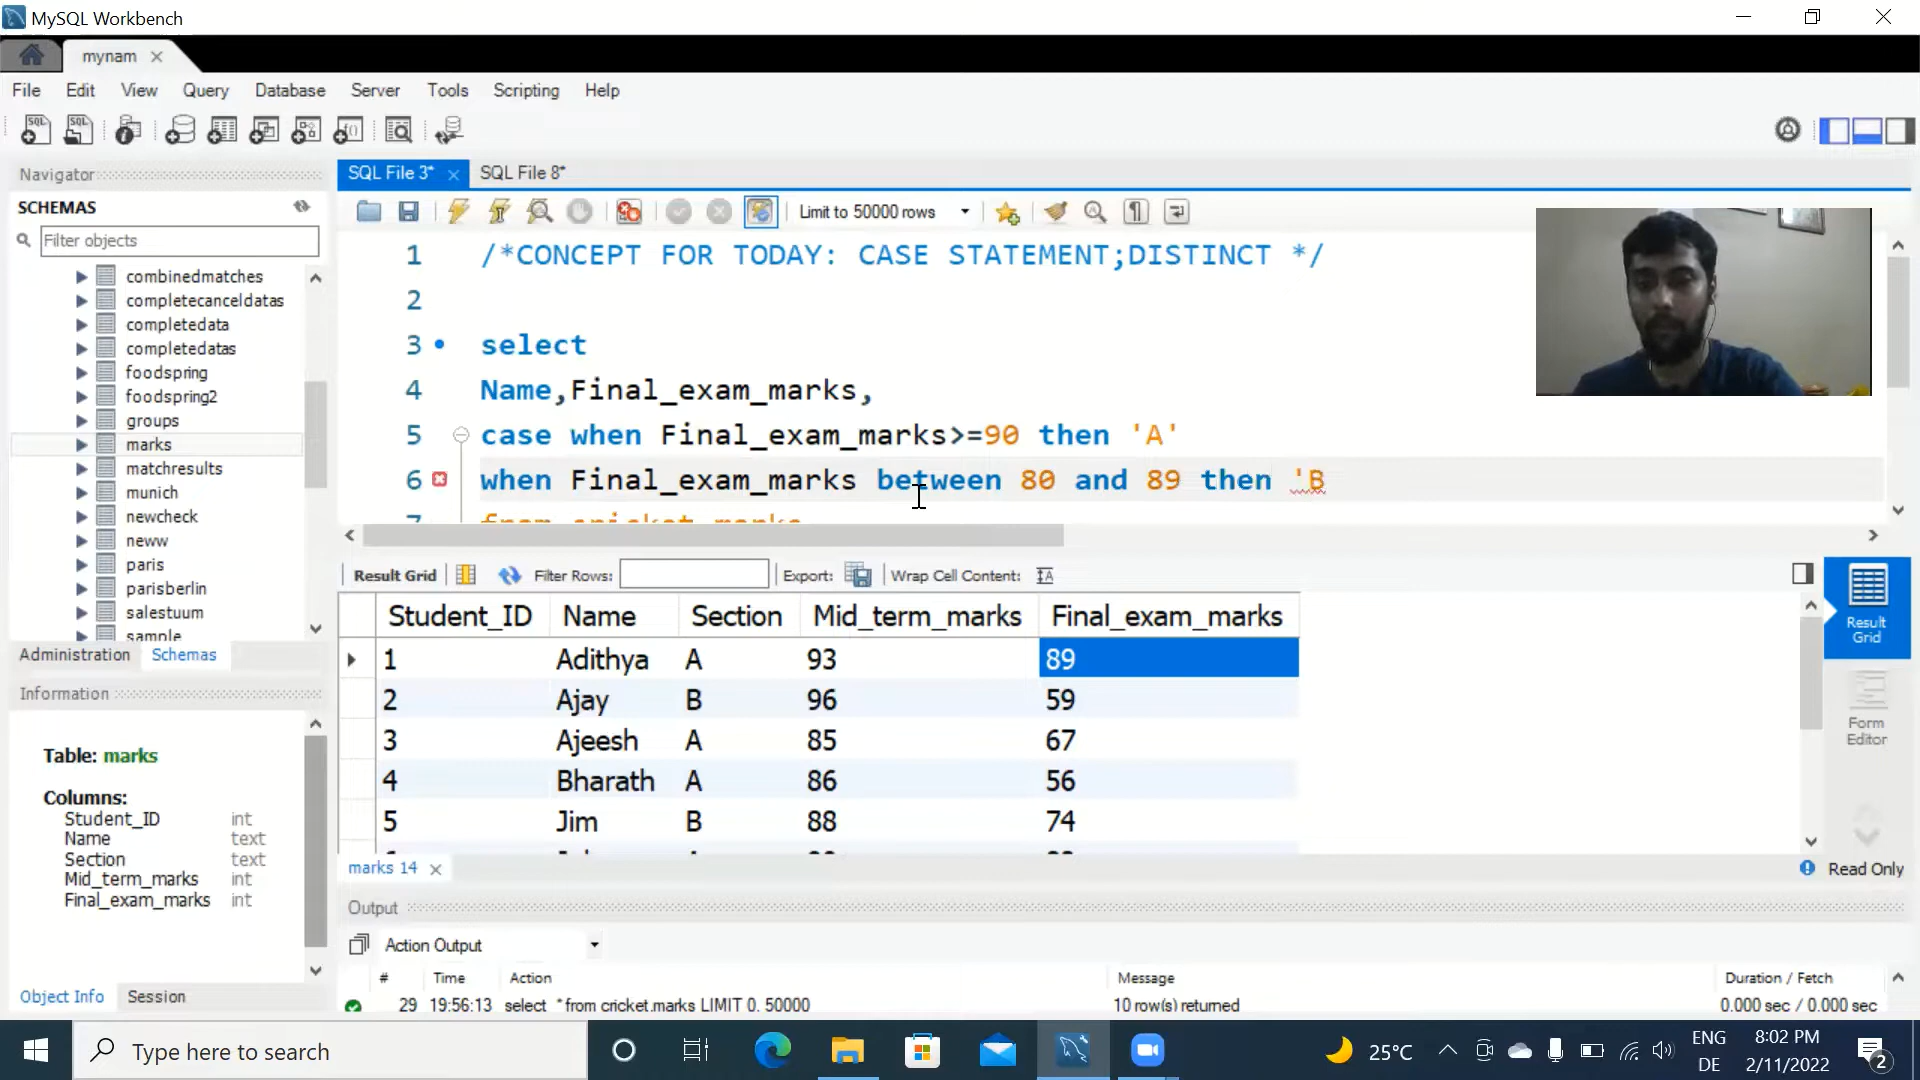 MySQL Workbench
mynam
File Edit View Query Database Server Tools Scripting Help
Navigator
SCHEMAS
Filter objects
combinedmatches
completecanceldatas
completedata
completedatas
foodspring
foodspring2
groups
marks
matchresults
munich
newcheck
neww
paris
parisberlin
salestuum
sample
Administration Schemas
Information
Table: marks
Columns:
Student_ID int
Name text
Section text
Mid_term_marks int
Final_exam_marks int
Object Info Session
SQL File 3* SQL File 8*
Limit to 50000 rows
1 /*CONCEPT FOR TODAY: CASE STATEMENT;DISTINCT */
2
3 select
4 Name,Final_exam_marks,
5 case when Final_exam_marks>=90 then 'A'
6 when Final_exam_marks between 80 and 89 then 'B
7 from cricket.marks
Result Grid Filter Rows: Export: Wrap Cell Content:
Student_ID Name Section Mid_term_marks Final_exam_marks
1 Adithya A 93 89
2 Ajay B 96 59
3 Ajeesh A 85 67
4 Bharath A 86 56
5 Jim B 88 74
Result
Grid
Form
Editor
marks 14
Read Only
Output
Action Output
# Time Action Message Duration / Fetch
29 19:56:13 select * from cricket.marks LIMIT 0, 50000 10 row(s) returned 0.000 sec / 0.000 sec
Type here to search
25°C
ENG
DE
8:02 PM
2/11/2022
2